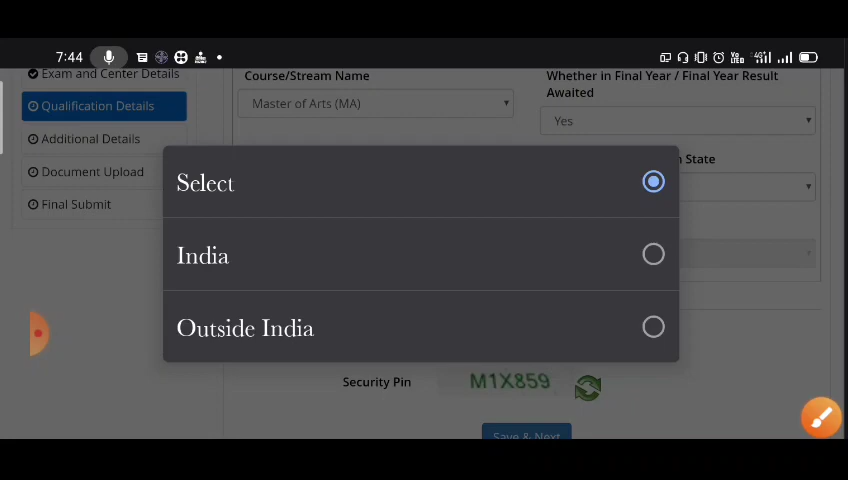 7:44
Exam and Center Details
Qualification Details
Additional Details
Document Upload
Final Submit
Course/Stream Name
Master of Arts (MA)
Whether in Final Year / Final Year Result
Awaited
Yes
State
Select
India
Outside India
Security Pin
M1X859
Save & Next